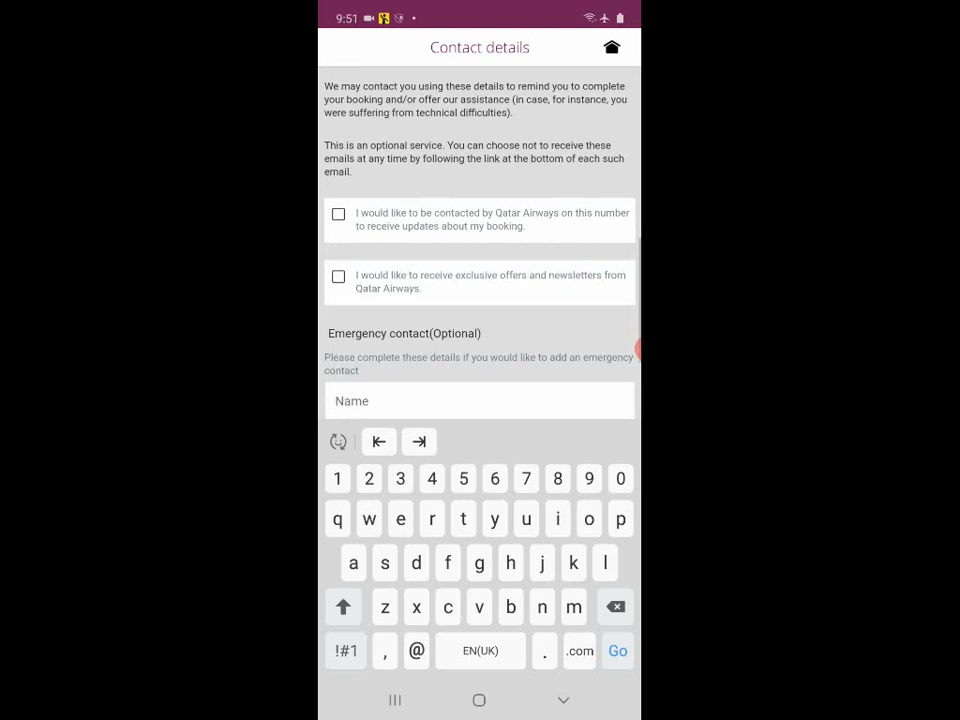 9:51
Contact details
We may contact you using these details to remind you to complete
your booking and/or offer our assistance (in case, for instance, you
were suffering from technical difficulties).
This is an optional service. You can choose not to receive these
emails at any time by following the link at the bottom of each such
email.
I would like to be contacted by Qatar Airways on this number
to receive updates about my booking.
I would like to receive exclusive offers and newsletters from
Qatar Airways.
Emergency contact(Optional)
Please complete these details if you would like to add an emergency
contact
Name
1 2 3 4 5 6 7 8 9 0
q w e r t y u i o p
a s d f g h j k l
z x c v b n m
!#1 , @ EN(UK) . .com Go